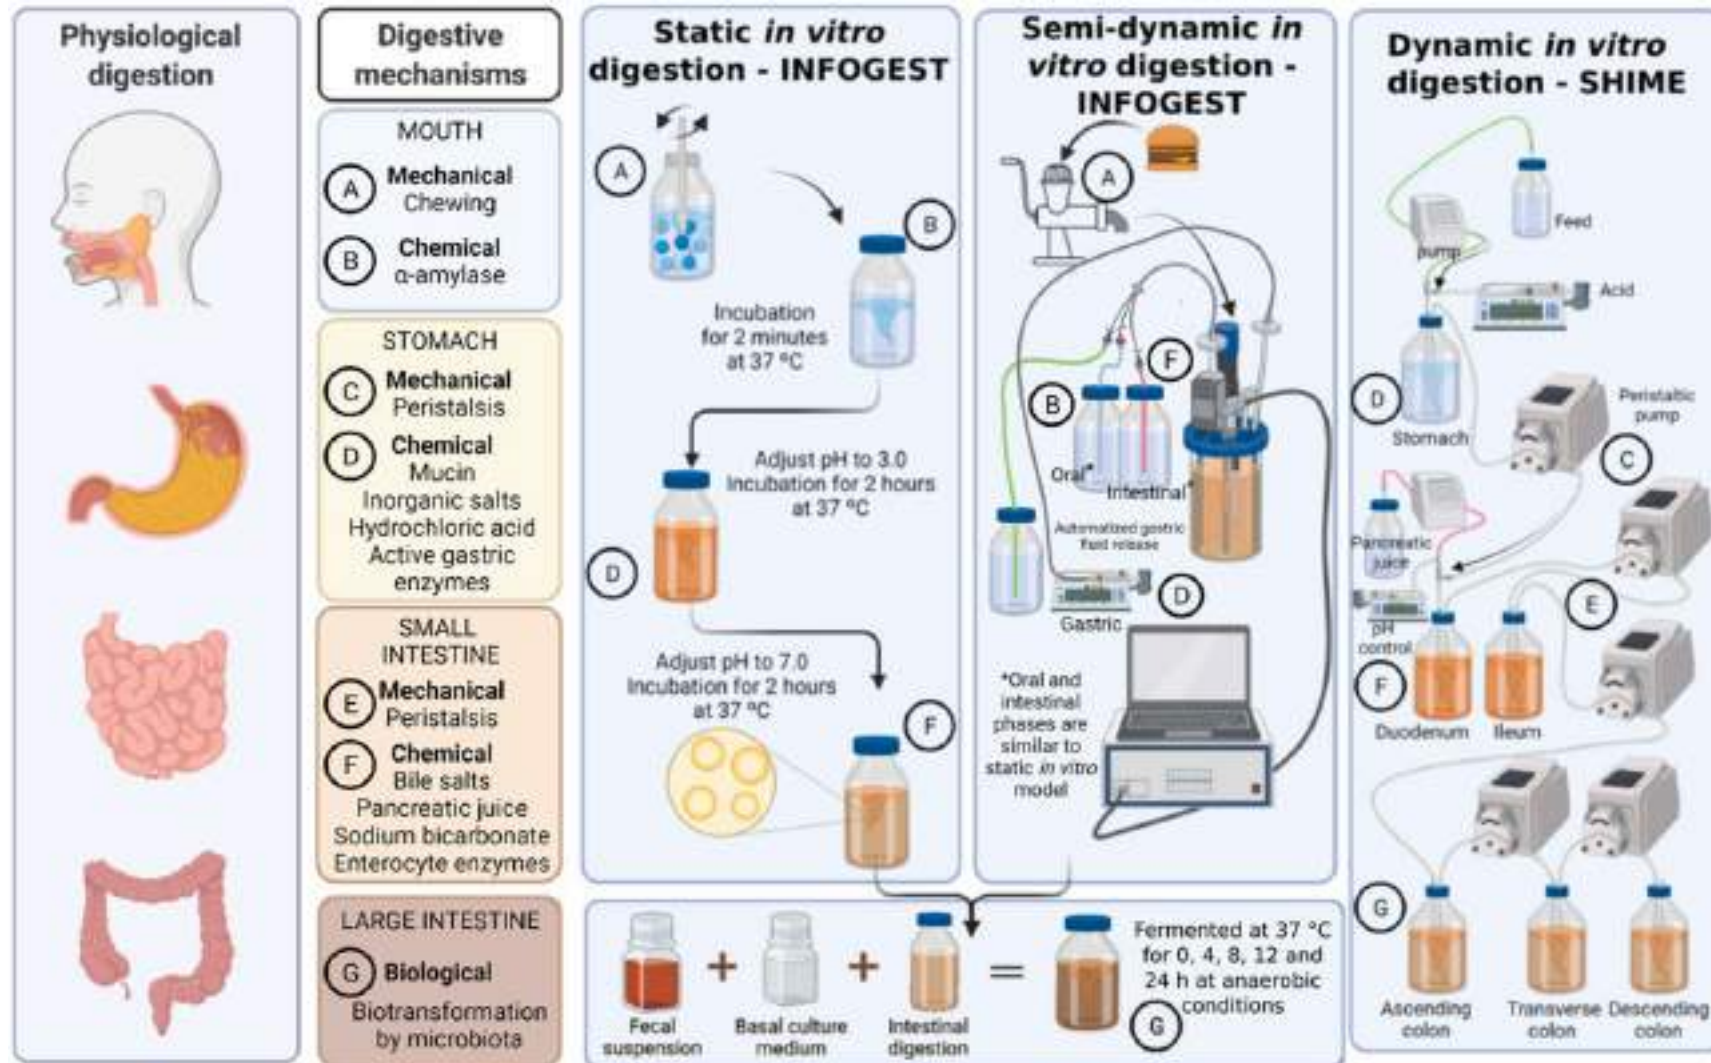 Physiological
digestion
Digestive
mechanisms
MOUTH
A
Mechanical
Chewing
B
Chemical
α-amylase
STOMACH
C
Mechanical
Peristalsis
D
Chemical
Mucin
Inorganic salts
Hydrochloric acid
Active gastric
enzymes
SMALL
INTESTINE
E
Mechanical
Peristalsis
F
Chemical
Bile salts
Pancreatic juice
Sodium bicarbonate
Enterocyte enzymes
LARGE INTESTINE
G
Biological
Biotransformation
by microbiota
Static in vitro
digestion - INFOGEST
A
B
Incubation
for 2 minutes
at 37 ºC
Adjust pH to 3.0
Incubation for 2 hours
at 37 ºC
D
Adjust pH to 7.0
Incubation for 2 hours
at 37 ºC
F
Semi-dynamic in
vitro digestion -
INFOGEST
A
F
B
Oral*
Intestinal*
Automatized gastric
fluid release
D
Gastric
*Oral and
intestinal
phases are
similar to
static in vitro
model
Fecal
suspension
+
Basal culture
medium
+
Intestinal
digestion
=
Fermented at 37 °C
for 0, 4, 8, 12 and
24 h at anaerobic
conditions
G
Dynamic in vitro
digestion - SHIME
Feed
pump
Acid
D
Stomach
Peristaltic
pump
C
Pancreatic
juice
E
pH
control
F
Duodenum
Ileum
G
Ascending
colon
Transverse
colon
Descending
colon